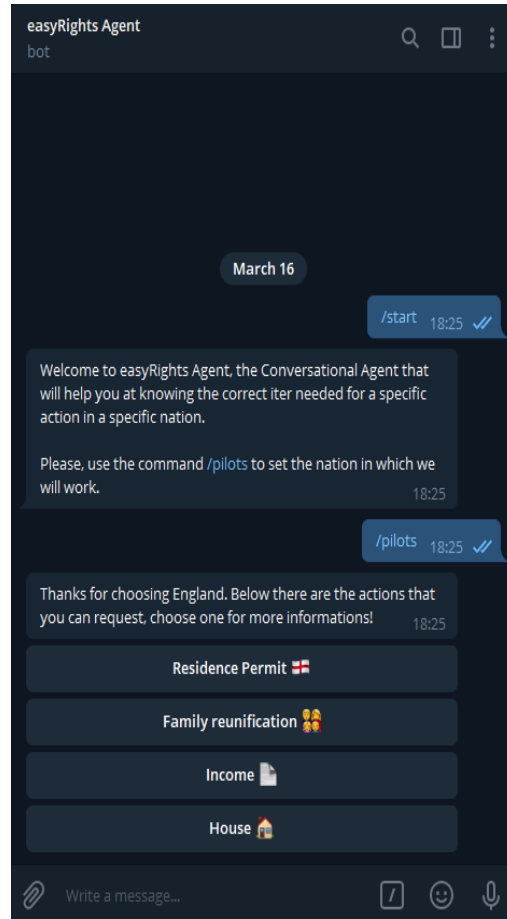 easyRights Agent
bot
March 16
/start 18:25
Welcome to easyRights Agent, the Conversational Agent that
will help you at knowing the correct iter needed for a specific
action in a specific nation.
Please, use the command /pilots to set the nation in which we
will work.
18:25
/pilots 18:25
Thanks for choosing England. Below there are the actions that
you can request, choose one for more informations!
18:25
Residence Permit
Family reunification
Income
House
Write a message...